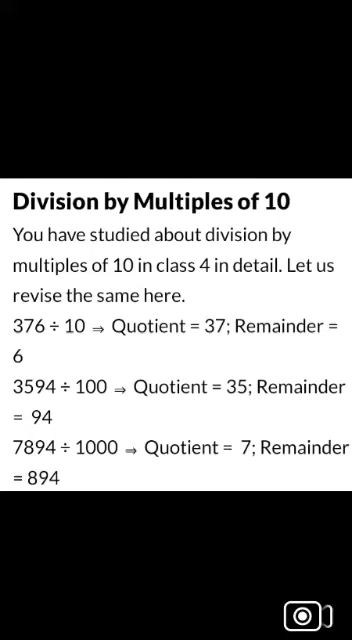 Division by Multiples of 10
You have studied about division by
multiples of 10 in class 4 in detail. Let us
revise the same here.
376 ÷ 10 ⇒ Quotient = 37; Remainder =
6
3594 ÷ 100 ⇒ Quotient = 35; Remainder
= 94
7894 ÷ 1000 ⇒ Quotient = 7; Remainder
= 894